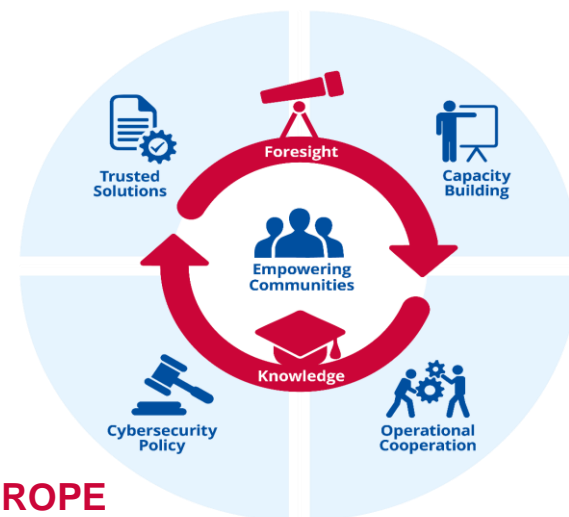 Foresight
Trusted
Solutions
Capacity
Building
Empowering
Communities
Knowledge
Cybersecurity
Policy
Operational
Cooperation
ROPE